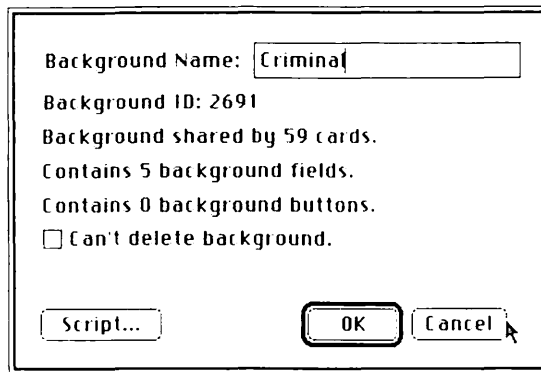 Background Name: Criminal
Background ID: 2691
Background shared by 59 cards.
Contains 5 background fields.
Contains 0 background buttons.
Can't delete background.
Script... OK Cancel